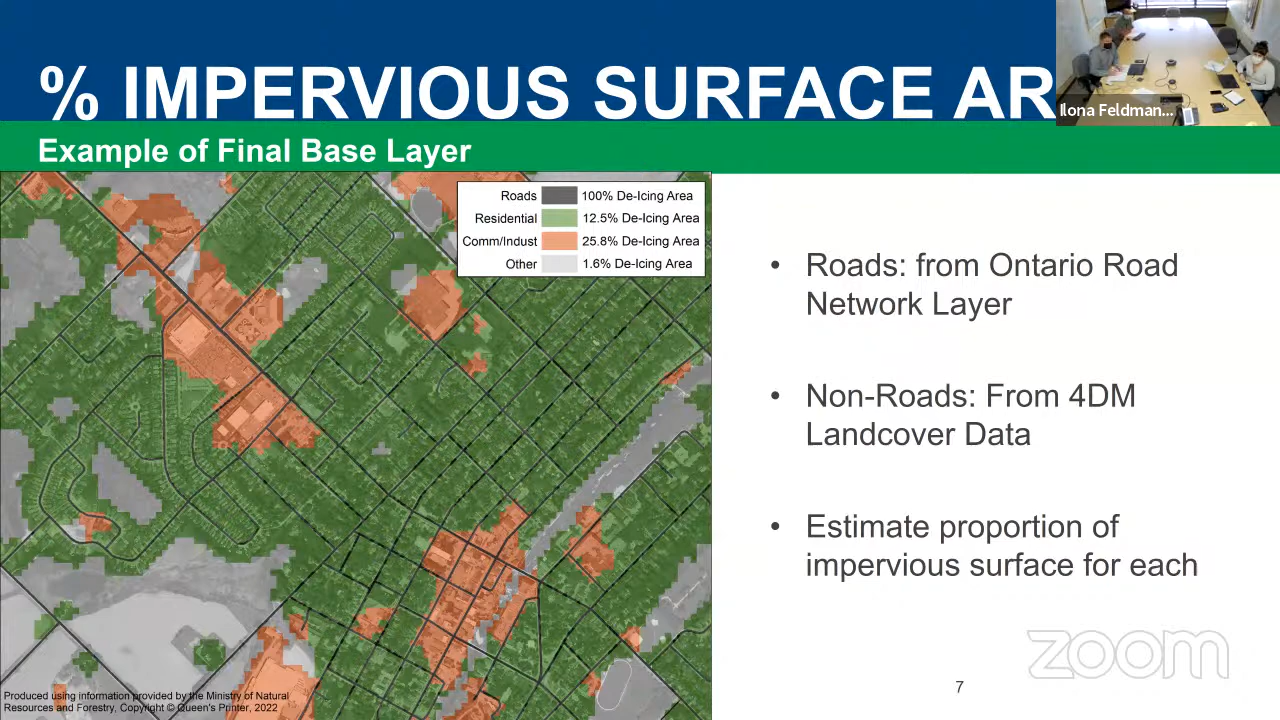 % IMPERVIOUS SURFACE AR
Ilona Feldman...
Example of Final Base Layer
Roads 100% De-Icing Area
Residential 12.5% De-Icing Area
Comm/Indust 25.8% De-Icing Area
Other 1.6% De-Icing Area
• Roads: from Ontario Road
Network Layer
• Non-Roads: From 4DM
Landcover Data
• Estimate proportion of
impervious surface for each
zoom
7
Produced using information provided by the Ministry of Natural
Resources and Forestry, Copyright © Queen's Printer, 2022